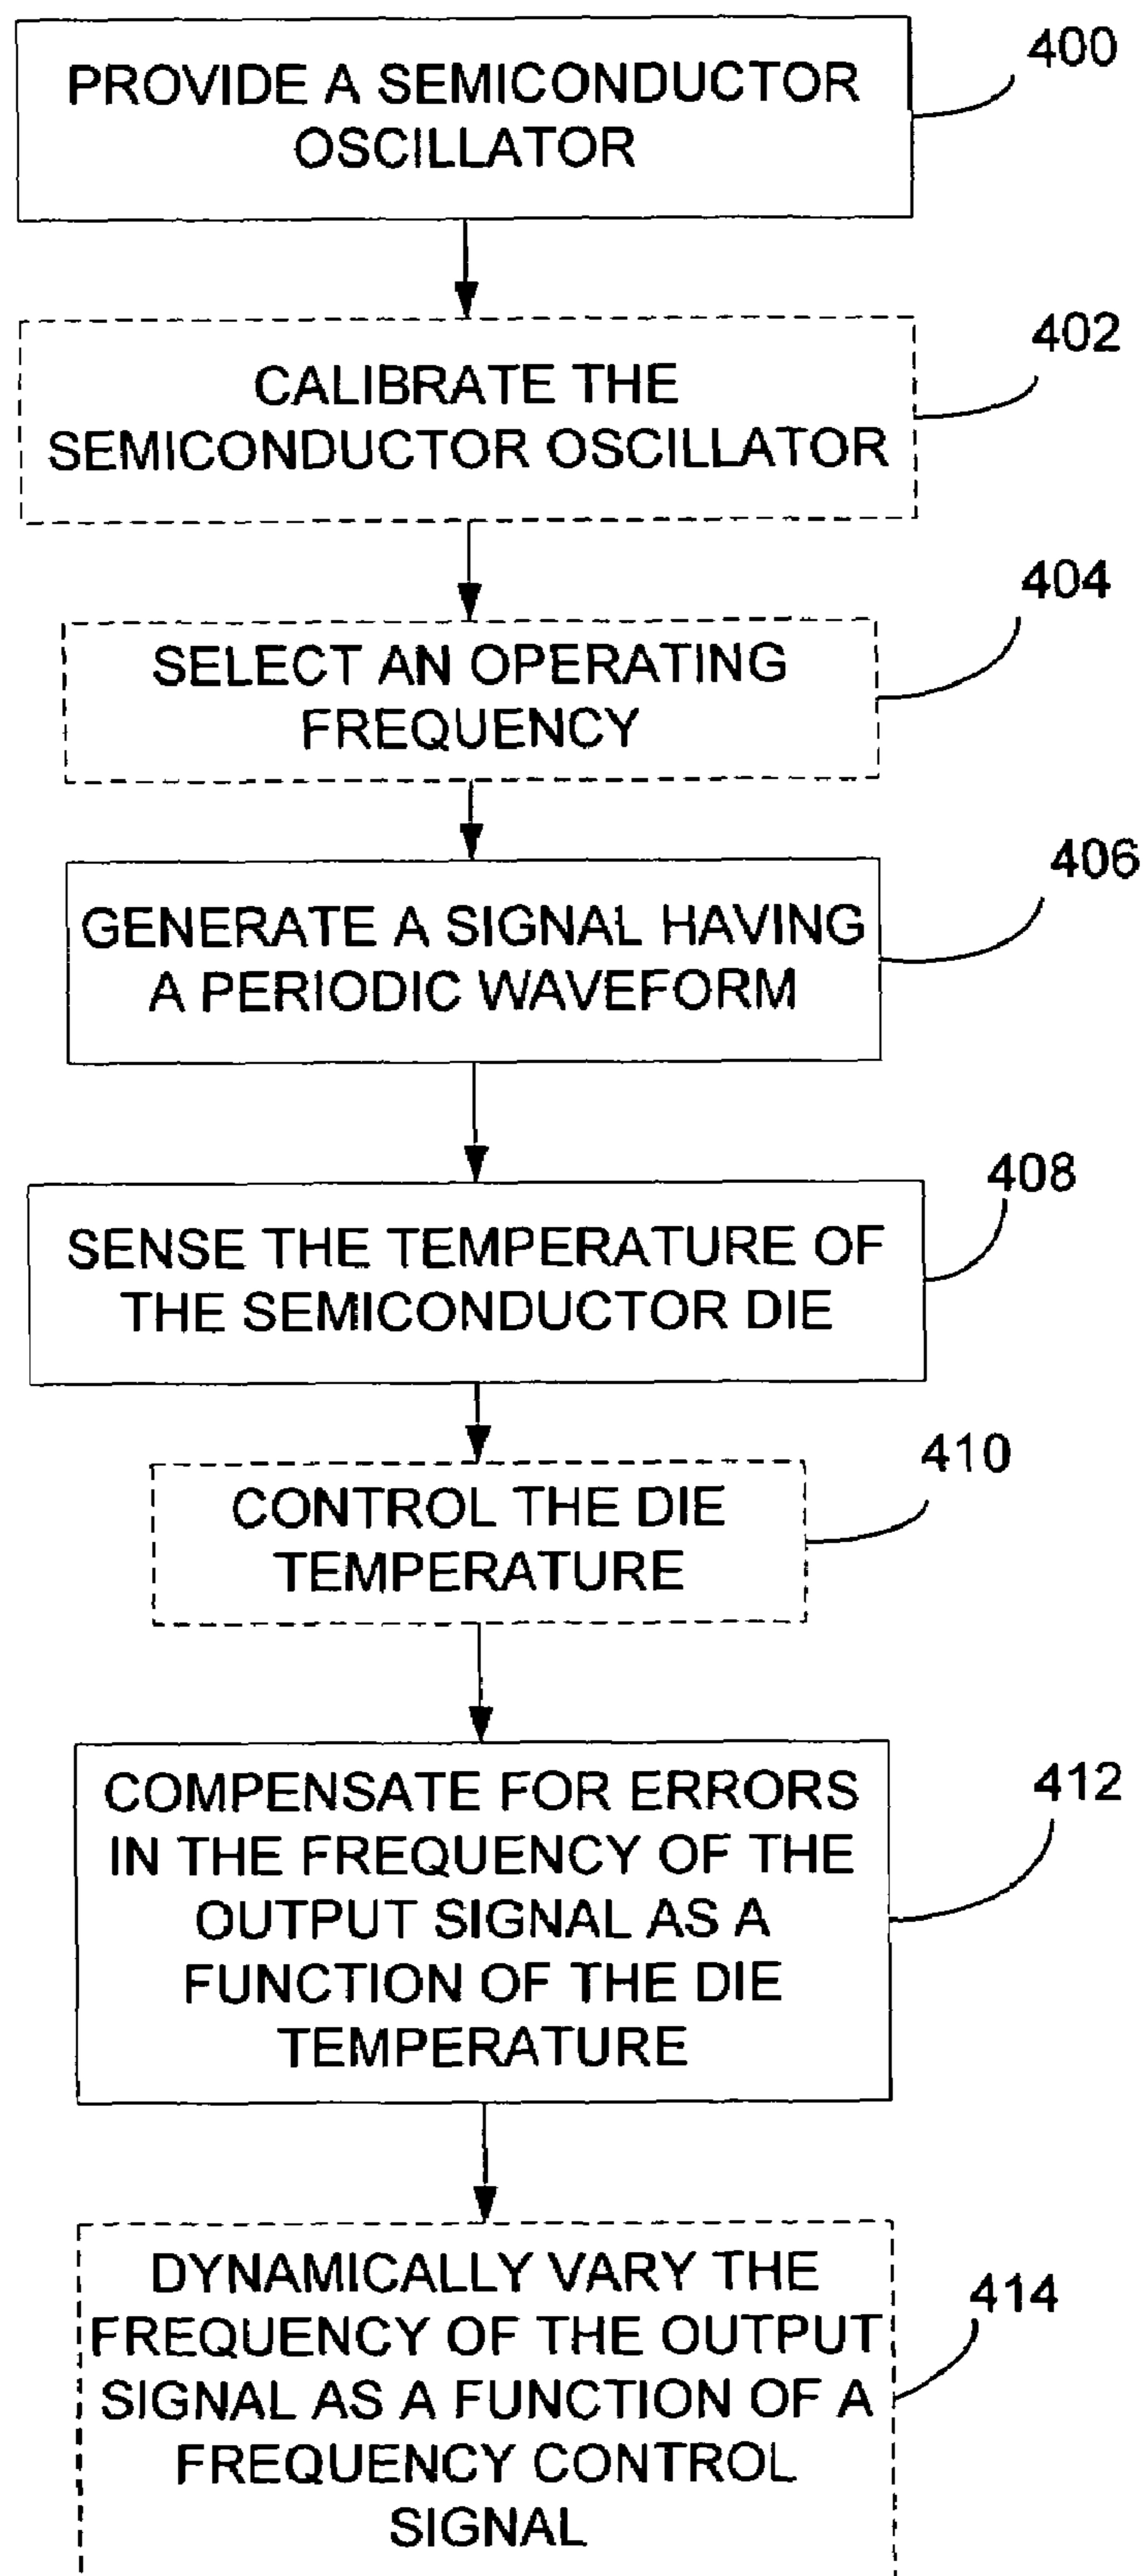 PROVIDE A SEMICONDUCTOR
OSCILLATOR
400
CALIBRATE THE
SEMICONDUCTOR OSCILLATOR
402
SELECT AN OPERATING
FREQUENCY
404
GENERATE A SIGNAL HAVING
A PERIODIC WAVEFORM
406
SENSE THE TEMPERATURE OF
THE SEMICONDUCTOR DIE
408
CONTROL THE DIE
TEMPERATURE
410
COMPENSATE FOR ERRORS
IN THE FREQUENCY OF THE
OUTPUT SIGNAL AS A
FUNCTION OF THE DIE
TEMPERATURE
412
DYNAMICALLY VARY THE
FREQUENCY OF THE OUTPUT
SIGNAL AS A FUNCTION OF A
FREQUENCY CONTROL
SIGNAL
414